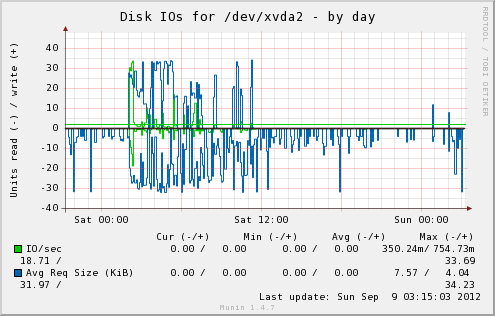 Disk IOs for /dev/xvda2 - by day
RRDTOOL / TOBI OETIKER
Units read (-) / write (+)
40
30
20
10
0
-10
-20
-30
-40
Sat 00:00 Sat 12:00 Sun 00:00
Cur (-/+) Min (-/+) Avg (-/+) Max (-/+)
IO/sec 0.00 / 0.00 0.00 / 0.00 350.24m/ 754.73m
18.71 / 33.69
Avg Req Size (KiB) 0.00 / 0.00 0.00 / 0.00 7.57 / 4.04
31.97 / 34.23
Last update: Sun Sep 9 03:15:03 2012
Munin 1.4.7